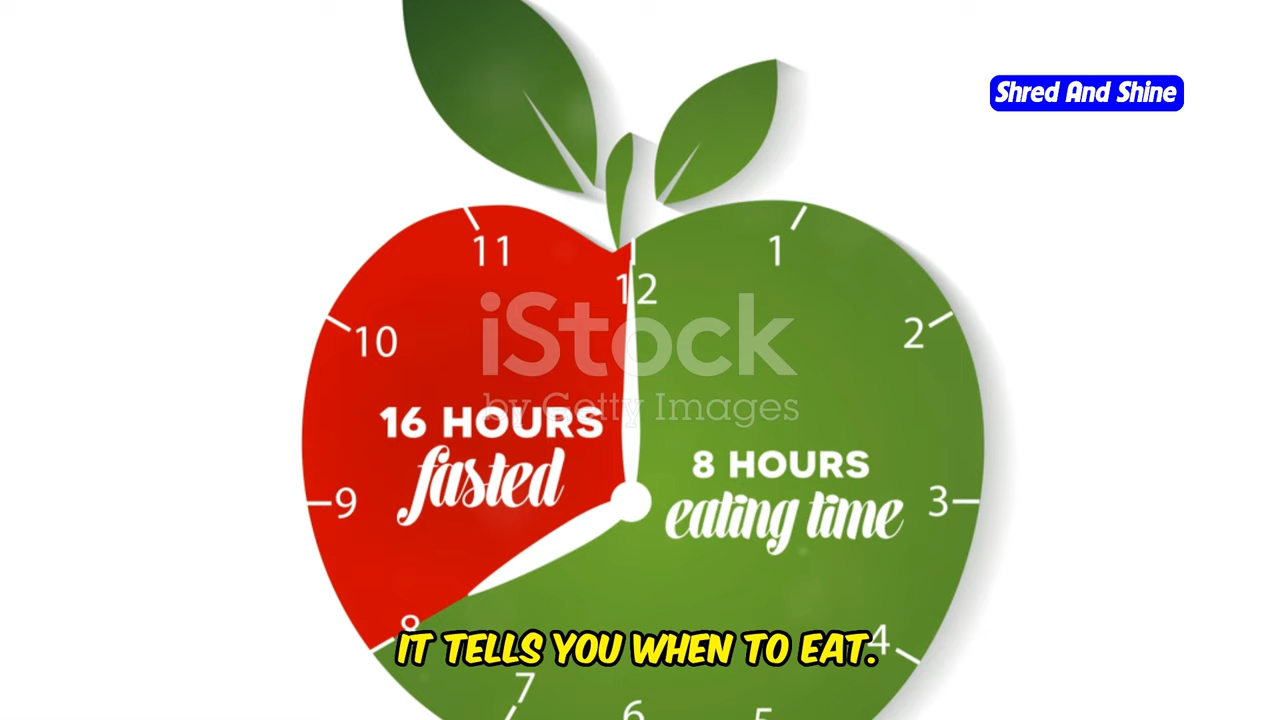 Shred And Shine
11
12
1
10
2
iStock
by Getty Images
16 HOURS
fasted
8 HOURS
eating time
9
3
8
IT TELLS YOU WHEN TO EAT.
4
7
6
5